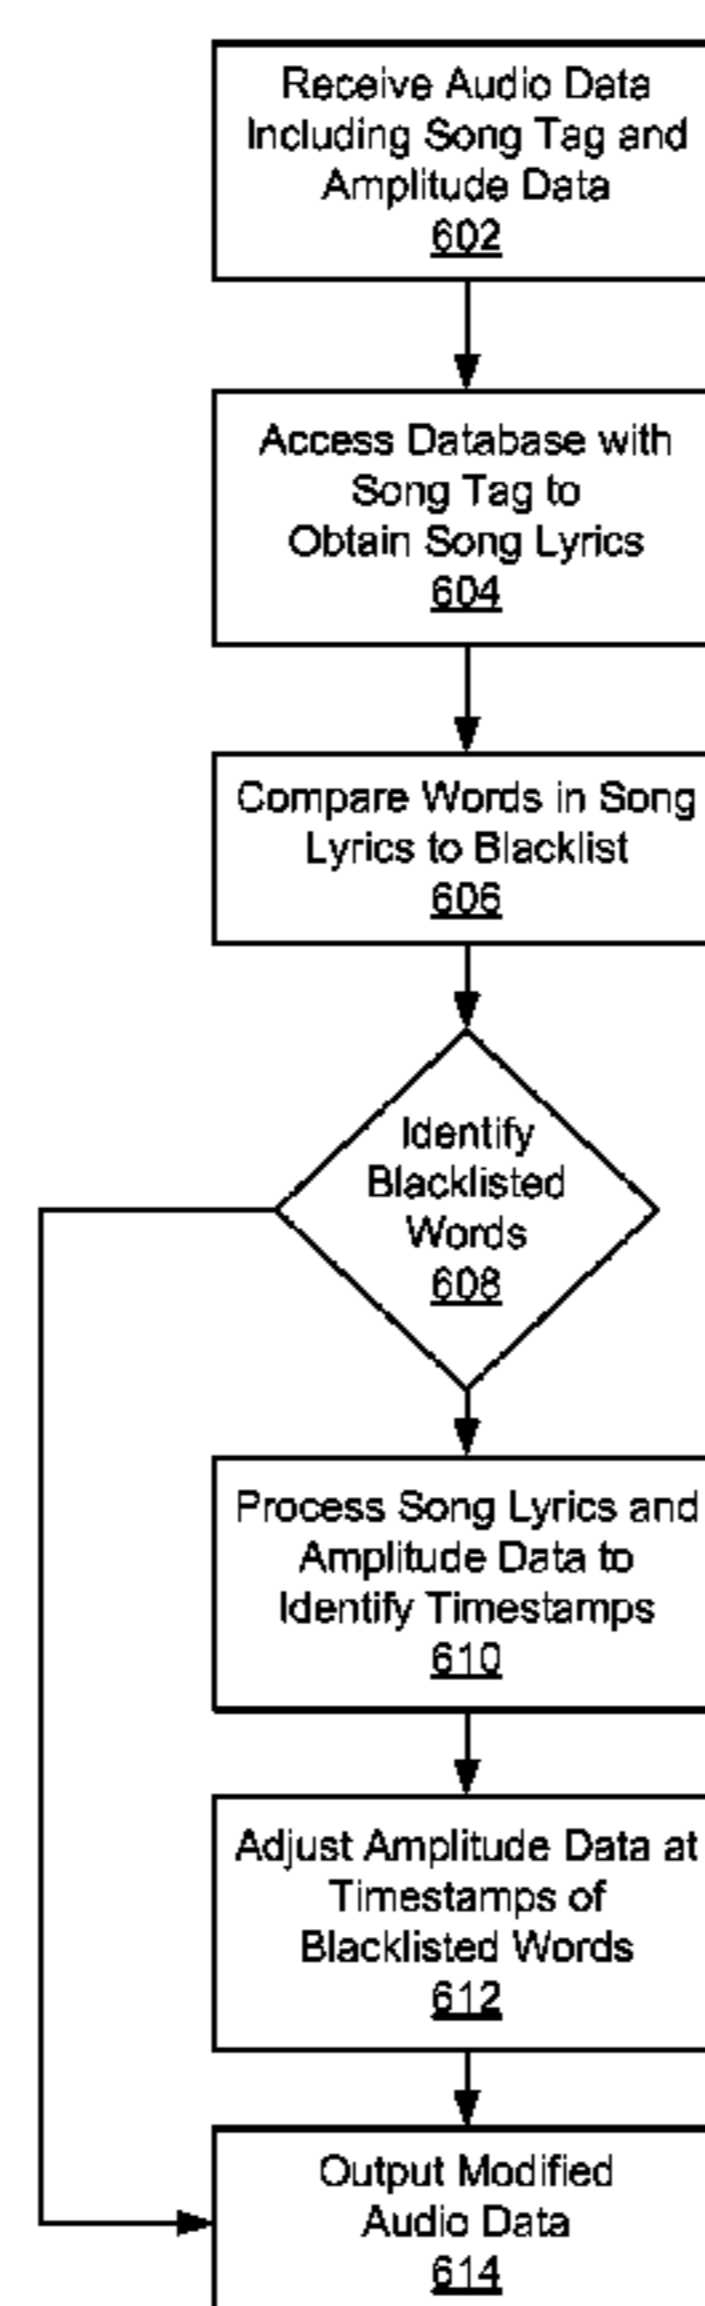 Receive Audio Data
Including Song Tag and
Amplitude Data
602
Access Database with
Song Tag to
Obtain Song Lyrics
604
Compare Words in Song
Lyrics to Blacklist
606
Identify
Blacklisted
Words
608
Process Song Lyrics and
Amplitude Data to
Identify Timestamps
610
Adjust Amplitude Data at
Timestamps of
Blacklisted Words
612
Output Modified
Audio Data
614